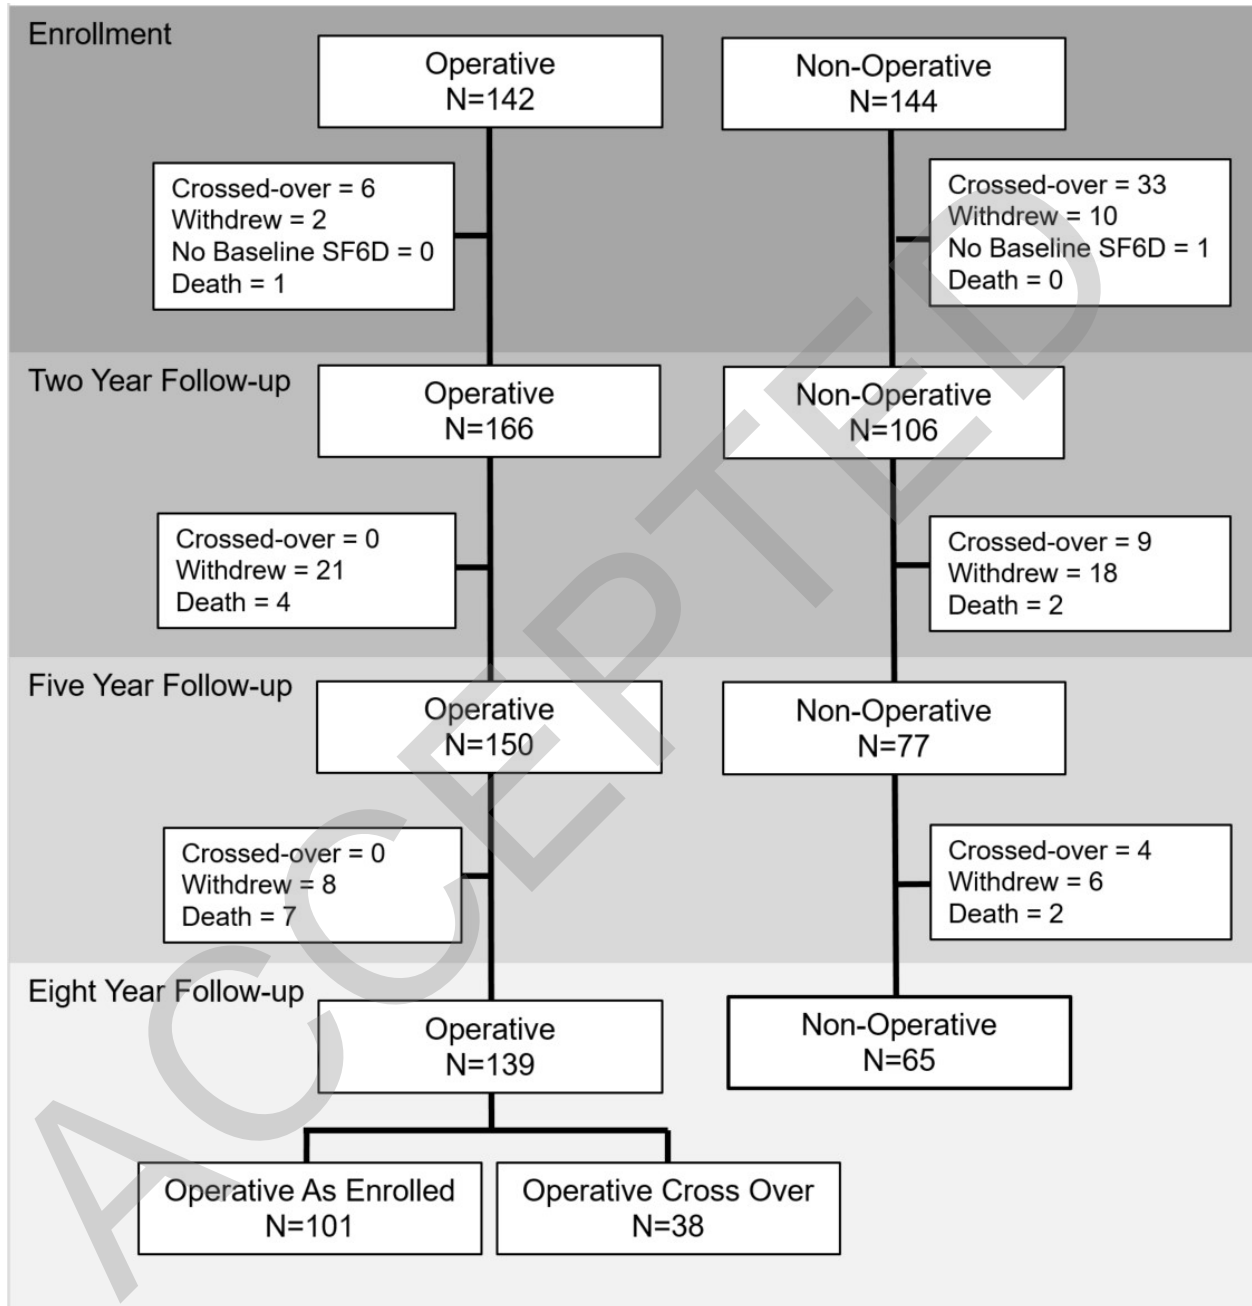 Enrollment
Operative
N=142
Non-Operative
N=144
Crossed-over = 6
Withdrew = 2
No Baseline SF6D = 0
Death = 1
Crossed-over = 33
Withdrew = 10
No Baseline SF6D = 1
Death = 0
Two Year Follow-up
Operative
N=166
Non-Operative
N=106
Crossed-over = 0
Withdrew = 21
Death = 4
Crossed-over = 9
Withdrew = 18
Death = 2
Five Year Follow-up
Operative
N=150
Non-Operative
N=77
Crossed-over = 0
Withdrew = 8
Death = 7
Crossed-over = 4
Withdrew = 6
Death = 2
Eight Year Follow-up
Operative
N=139
Non-Operative
N=65
Operative As Enrolled
N=101
Operative Cross Over
N=38
ACCEPTED